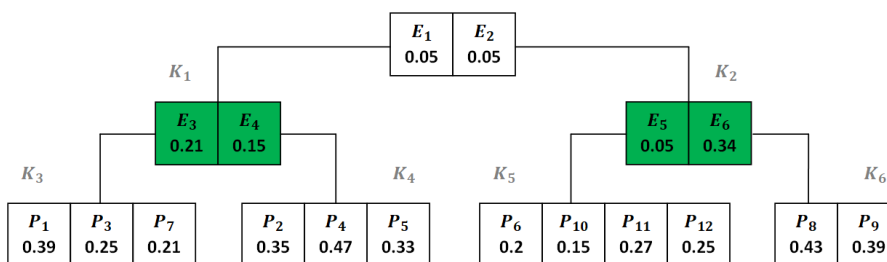 E₁ E₂
0.05 0.05
K₁ K₂
E₃ E₄ E₅ E₆
0.21 0.15 0.05 0.34
K₃ K₄ K₅ K₆
P₁ P₃ P₇ P₂ P₄ P₅ P₆ P₁₀ P₁₁ P₁₂ P₈ P₉
0.39 0.25 0.21 0.35 0.47 0.33 0.2 0.15 0.27 0.25 0.43 0.39